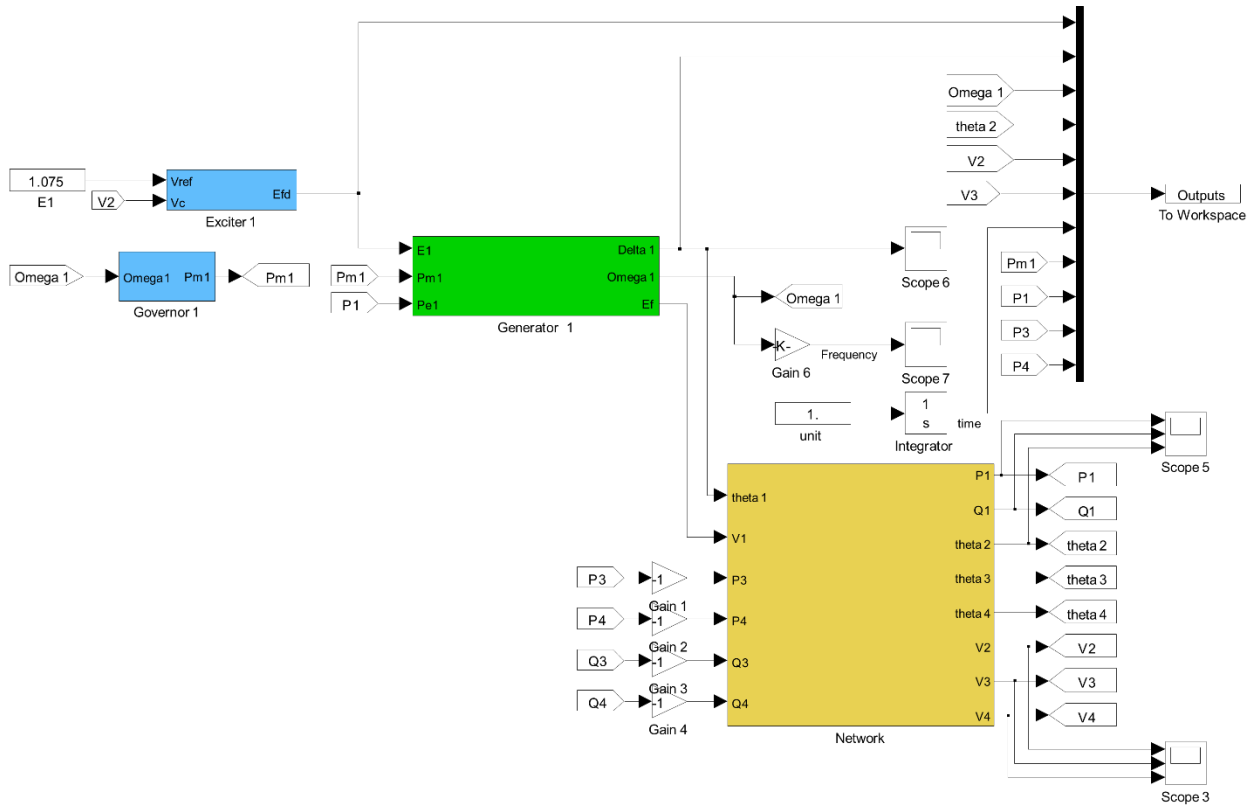 Omega 1
theta 2
V2
V3
Outputs
To Workspace
1.075
E1
V2
Vref
Vc
Efd
Exciter 1
Omega 1
Omega1
Pm1
Governor 1
Pm1
Pm1
P1
E1
Pm1
Pe1
Delta 1
Omega 1
Ef
Generator 1
Scope 6
Omega 1
-K-
Gain 6
Frequency
Scope 7
Pm1
P1
P3
P4
1.
unit
1
s
Integrator
time
Scope 5
theta 1
V1
P3
P4
Q3
Q4
P1
Q1
theta 2
theta 3
theta 4
V2
V3
V4
Network
P3
-1
Gain 1
P4
-1
Gain 2
Q3
-1
Gain 3
Q4
-1
Gain 4
P1
Q1
theta 2
theta 3
theta 4
V2
V3
V4
Scope 3